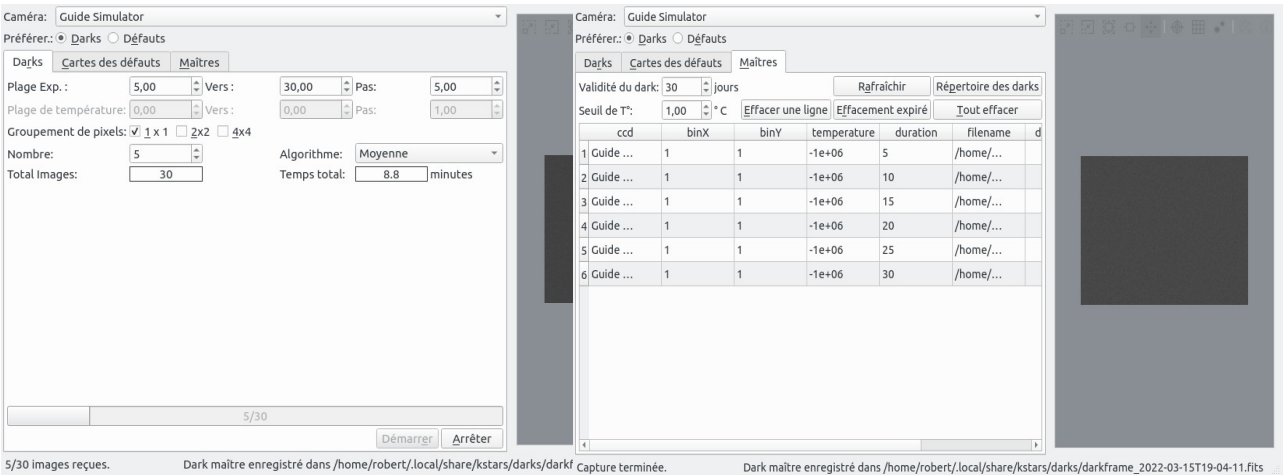 Caméra: Guide Simulator
Préférer.: Darks Défauts
Darks Cartes des défauts Maîtres
Plage Exp. : 5,00 Vers : 30,00 Pas: 5,00
Plage de température: 0,00 Vers : 0,00 Pas: 1,00
Groupement de pixels: 1 x 1 2x2 4x4
Nombre: 5 Algorithme: Moyenne
Total Images: 30 Temps total: 8.8 minutes
5/30
Démarrer Arrêter
5/30 images reçues. Dark maître enregistré dans /home/robert/.local/share/kstars/darks/darkf
Caméra: Guide Simulator
Préférer.: Darks Défauts
Darks Cartes des défauts Maîtres
Validité du dark: 30 jours Rafraîchir Répertoire des darks
Seuil de T°: 1,00 ° C Effacer une ligne Effacement expiré Tout effacer
ccd binX binY temperature duration filename d
1 Guide ... 1 1 -1e+06 5 /home/...
2 Guide ... 1 1 -1e+06 10 /home/...
3 Guide ... 1 1 -1e+06 15 /home/...
4 Guide ... 1 1 -1e+06 20 /home/...
5 Guide ... 1 1 -1e+06 25 /home/...
6 Guide ... 1 1 -1e+06 30 /home/...
Capture terminée. Dark maître enregistré dans /home/robert/.local/share/kstars/darks/darkframe_2022-03-15T19-04-11.fits